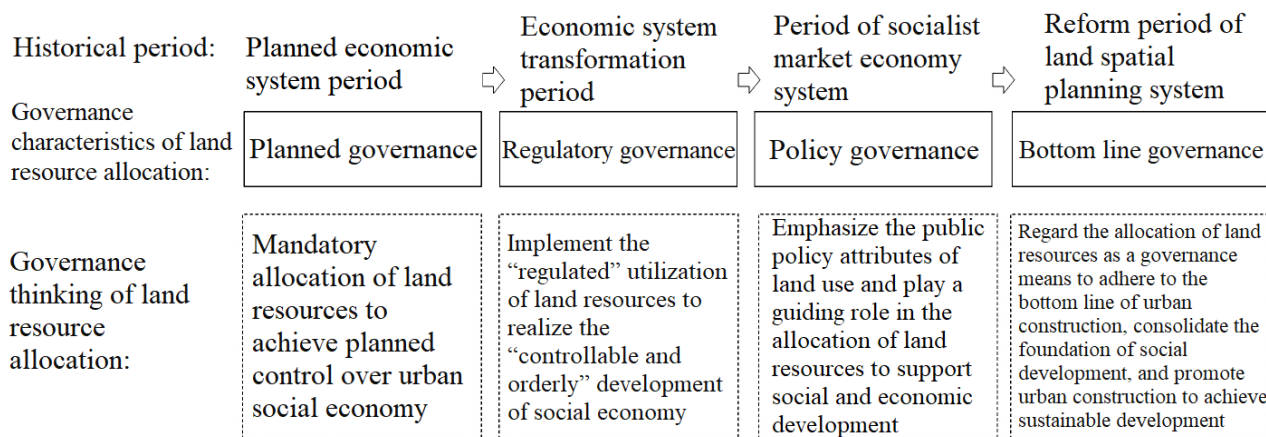 Historical period:
Planned economic
system period
Economic system
transformation
period
Period of socialist
market economy
system
Reform period of
land spatial
planning system
Governance
characteristics of land
resource allocation:
Planned governance
Regulatory governance
Policy governance
Bottom line governance
Governance
thinking of land
resource
allocation:
Mandatory
allocation of land
resources to
achieve planned
control over urban
social economy
Implement the
“regulated” utilization
of land resources to
realize the
“controllable and
orderly” development
of social economy
Emphasize the public
policy attributes of
land use and play a
guiding role in the
allocation of land
resources to support
social and economic
development
Regard the allocation of land
resources as a governance
means to adhere to the
bottom line of urban
construction, consolidate the
foundation of social
development, and promote
urban construction to achieve
sustainable development